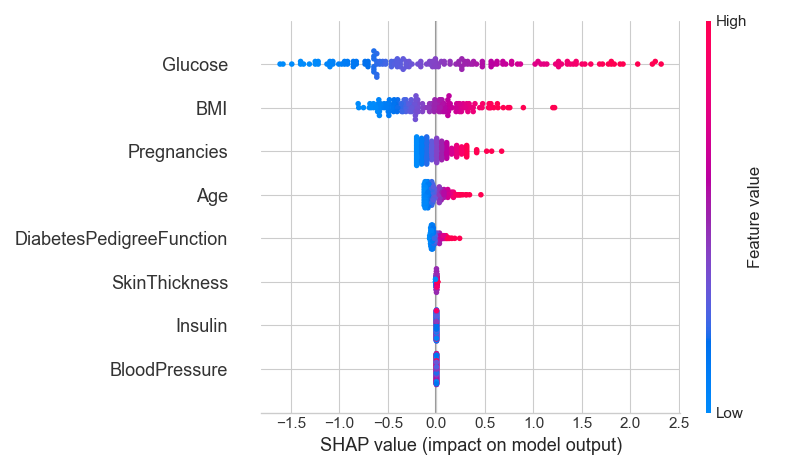 High
Glucose
BMI
Pregnancies
Age
DiabetesPedigreeFunction
SkinThickness
Insulin
BloodPressure
Feature value
Low
−1.5 −1.0 −0.5 0.0 0.5 1.0 1.5 2.0 2.5
SHAP value (impact on model output)